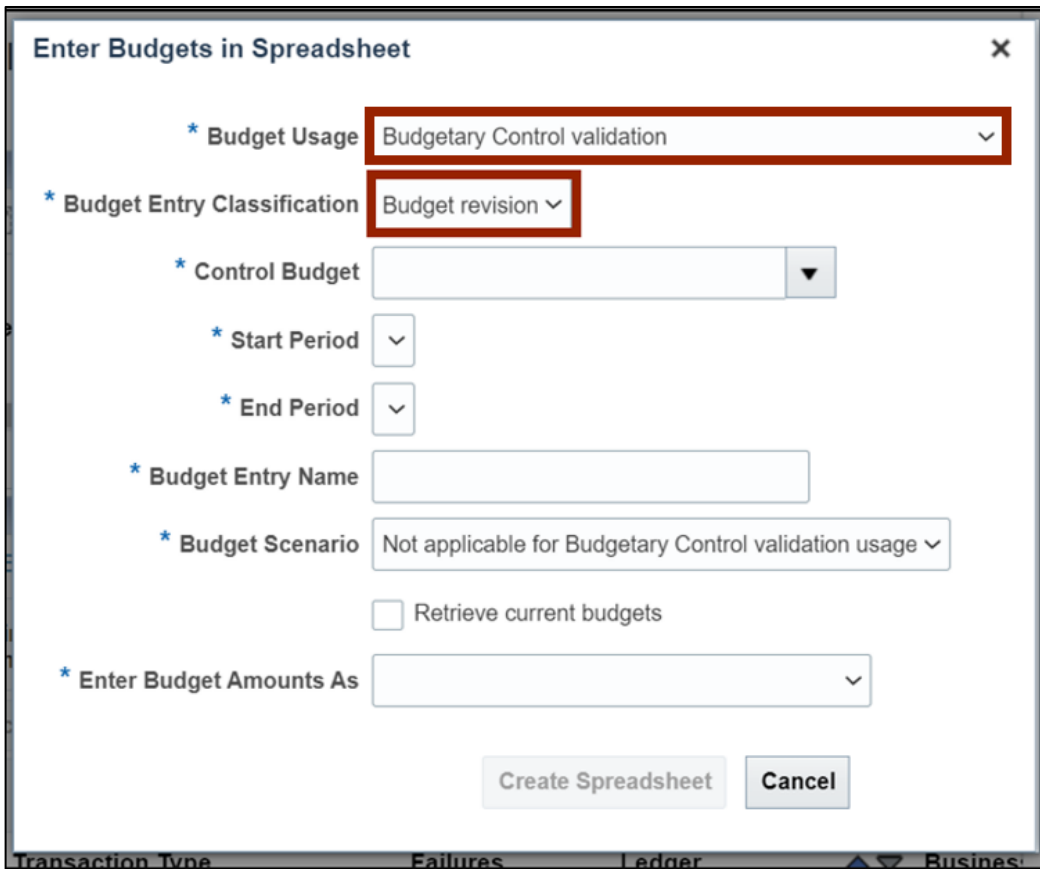 Enter Budgets in Spreadsheet
* Budget Usage Budgetary Control validation
* Budget Entry Classification Budget revision
* Control Budget
* Start Period
* End Period
* Budget Entry Name
* Budget Scenario Not applicable for Budgetary Control validation usage
Retrieve current budgets
* Enter Budget Amounts As
Create Spreadsheet Cancel
Transaction Type Failures Ledger